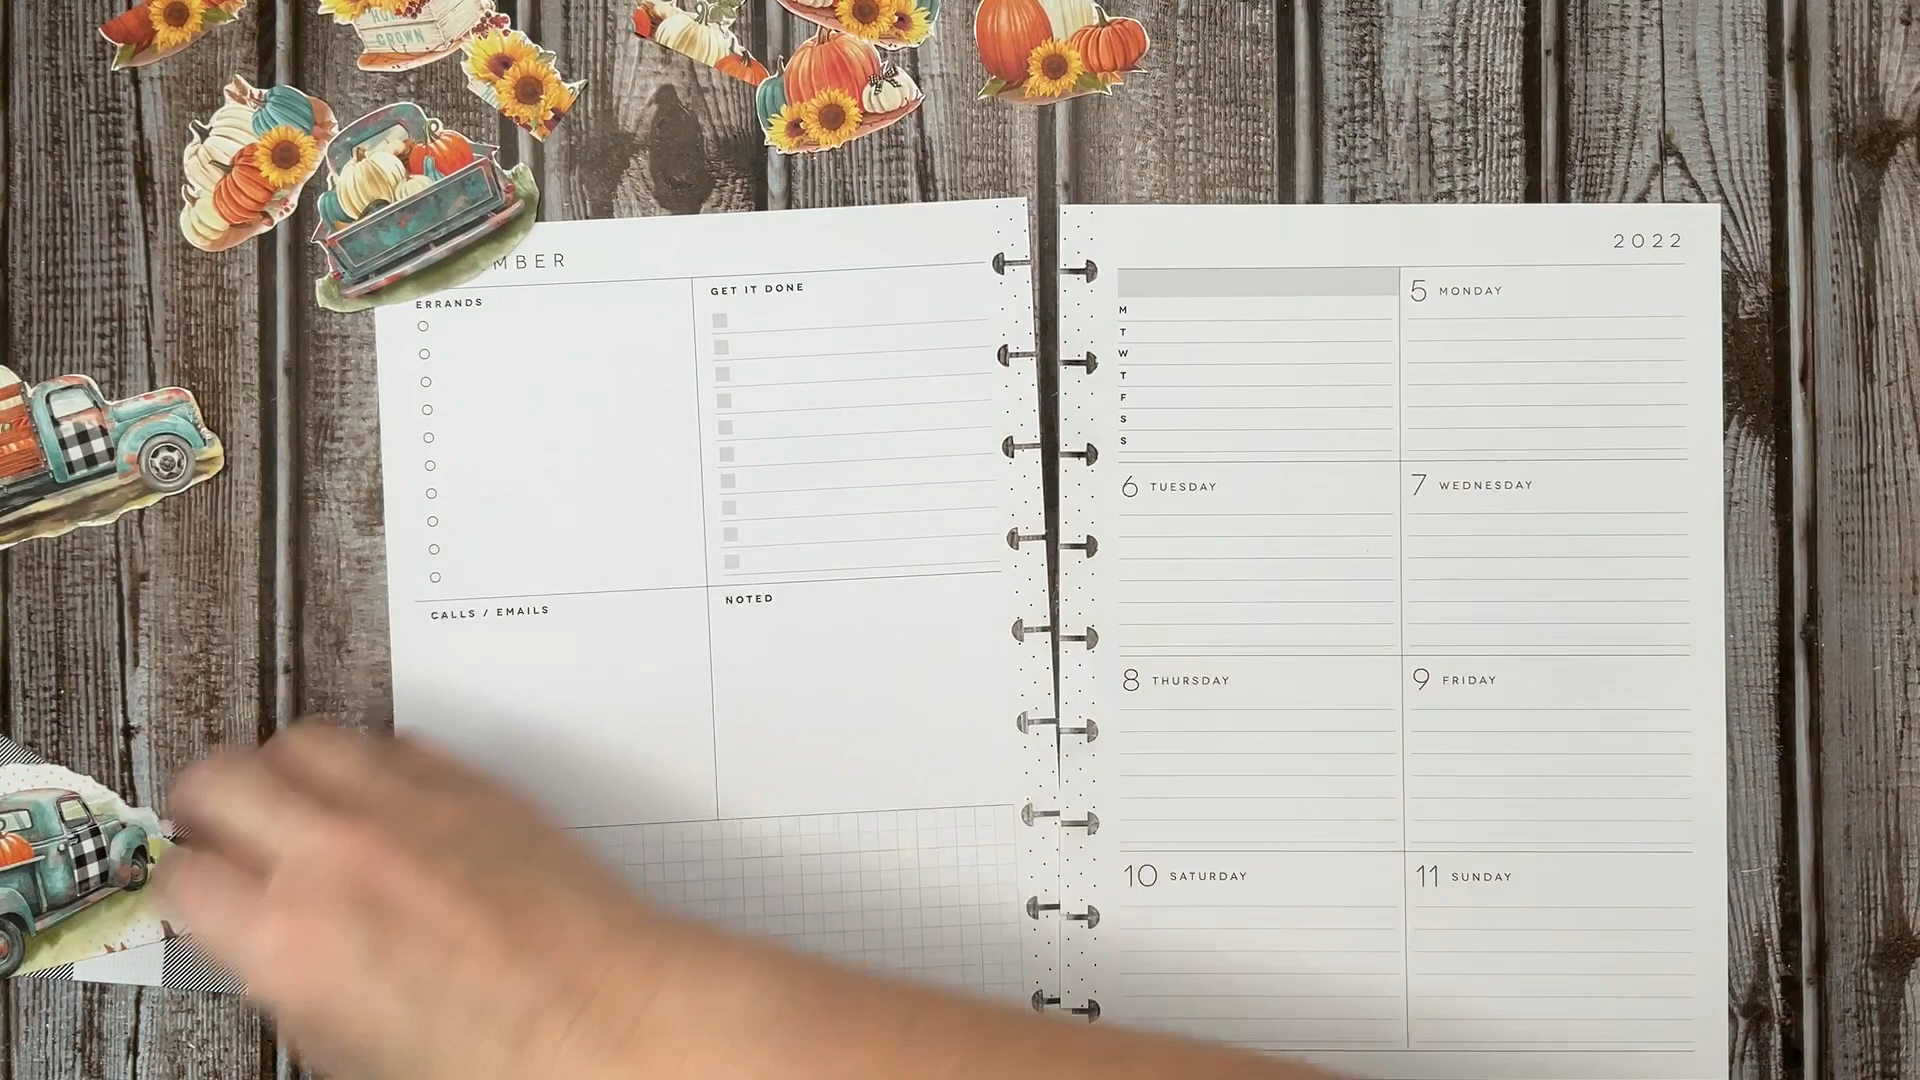 GROWN
MBER
ERRANDS
GET IT DONE
CALLS / EMAILS
NOTED
2022
M
T
W
T
F
S
S
5 MONDAY
6 TUESDAY
7 WEDNESDAY
8 THURSDAY
9 FRIDAY
10 SATURDAY
11 SUNDAY